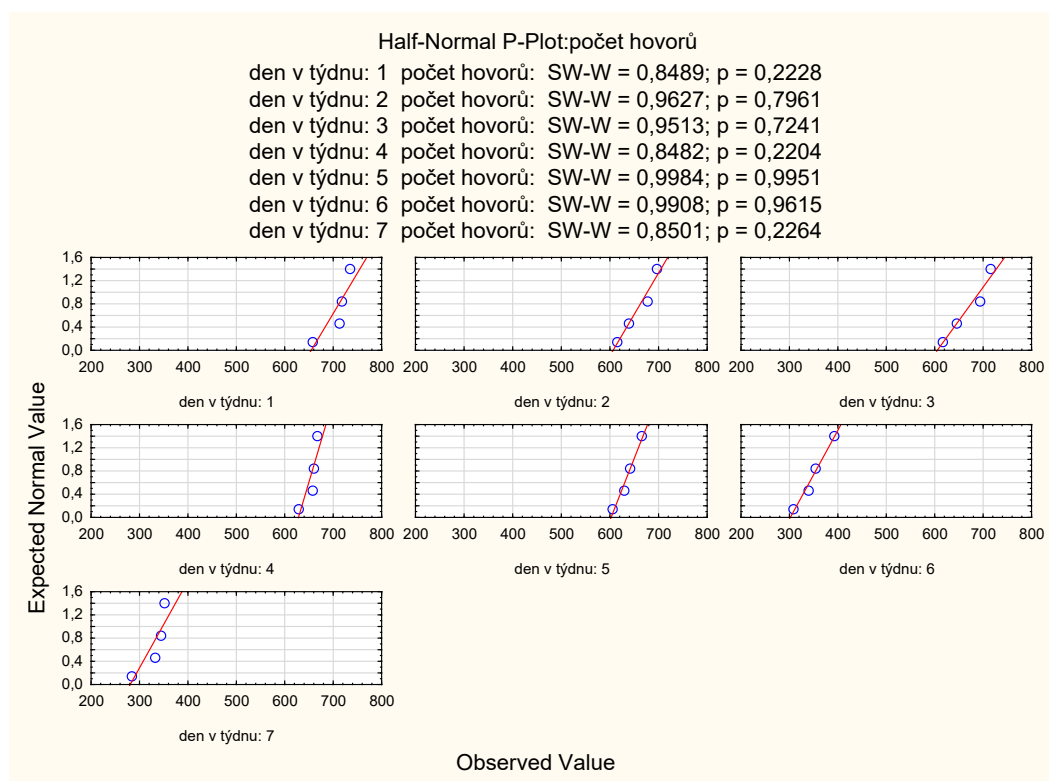 Half-Normal P-Plot:počet hovorů
den v týdnu: 1  počet hovorů:  SW-W = 0,8489; p = 0,2228
den v týdnu: 2  počet hovorů:  SW-W = 0,9627; p = 0,7961
den v týdnu: 3  počet hovorů:  SW-W = 0,9513; p = 0,7241
den v týdnu: 4  počet hovorů:  SW-W = 0,8482; p = 0,2204
den v týdnu: 5  počet hovorů:  SW-W = 0,9984; p = 0,9951
den v týdnu: 6  počet hovorů:  SW-W = 0,9908; p = 0,9615
den v týdnu: 7  počet hovorů:  SW-W = 0,8501; p = 0,2264
1,6
1,2
0,8
0,4
0,0
200 300 400 500 600 700 800 200 300 400 500 600 700 800 200 300 400 500 600 700 800
den v týdnu: 1 den v týdnu: 2 den v týdnu: 3
1,6
1,2
0,8
0,4
0,0
200 300 400 500 600 700 800 200 300 400 500 600 700 800 200 300 400 500 600 700 800
den v týdnu: 4 den v týdnu: 5 den v týdnu: 6
1,6
1,2
0,8
0,4
0,0
200 300 400 500 600 700 800
den v týdnu: 7
Expected Normal Value
Observed Value